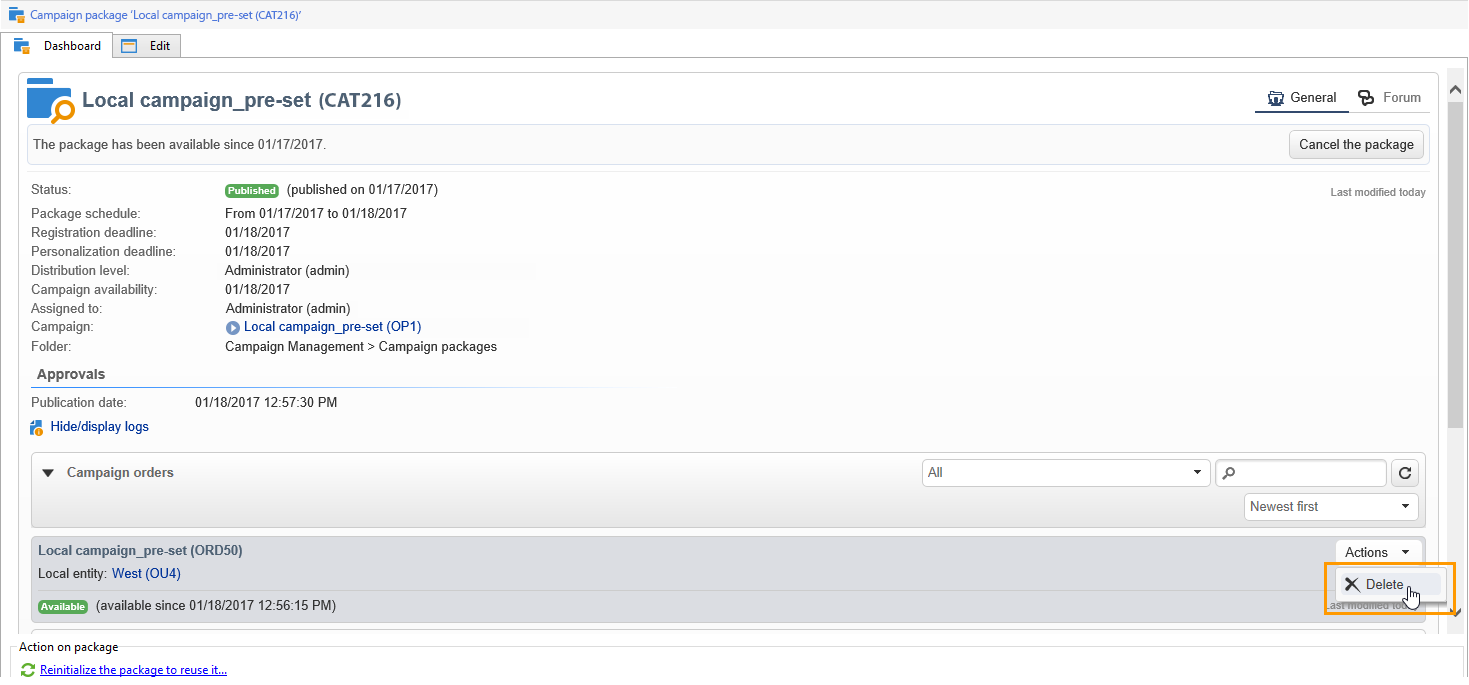 Campaign package 'Local campaign_pre-set (CAT216)'
Dashboard Edit
Local campaign_pre-set (CAT216) General Forum
The package has been available since 01/17/2017. Cancel the package
Status: Published (published on 01/17/2017) Last modified today
Package schedule: From 01/17/2017 to 01/18/2017
Registration deadline: 01/18/2017
Personalization deadline: 01/18/2017
Distribution level: Administrator (admin)
Campaign availability: 01/18/2017
Assigned to: Administrator (admin)
Campaign: Local campaign_pre-set (OP1)
Folder: Campaign Management > Campaign packages
Approvals
Publication date: 01/18/2017 12:57:30 PM
Hide/display logs
Campaign orders All
Newest first
Local campaign_pre-set (ORD50) Actions
Local entity: West (OU4) Delete
Available (available since 01/18/2017 12:56:15 PM) Last modified today
Action on package
Reinitialize the package to reuse it...